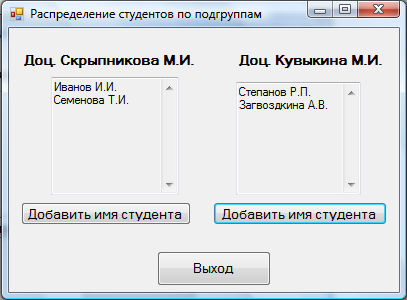 Распределение студентов по подгруппам
Доц. Скрыпникова М.И.
Иванов И.И.
Семенова Т.И.
Добавить имя студента
Доц. Кувыкина М.И.
Степанов Р.П.
Загвоздкина А.В.
Добавить имя студента
Выход